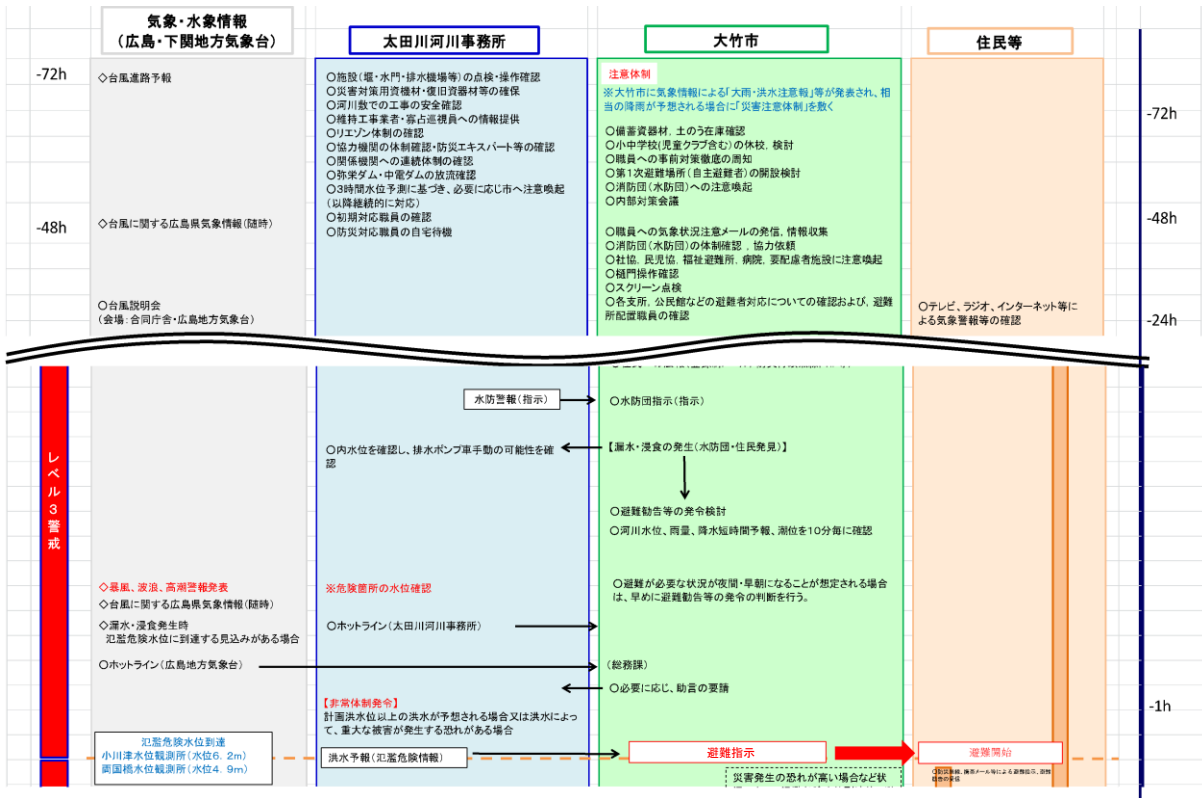 気象・水象情報
(広島・下関地方気象台)
太田川河川事務所
大竹市
住民等
-72h
-48h
◇台風進路予報
◇台風に関する広島県気象情報(随時)
○台風説明会
(会場:合同庁舎・広島地方気象台)
○施設(堰・水門・排水機場等)の点検・操作確認
○災害対策用資機材・復旧資器材等の確保
○河川敷での工事の安全確認
○維持工事業者・寡占巡視員への情報提供
○リエゾン体制の確認
○協力機関の体制確認・防災エキスパート等の確認
○関係機関への連続体制の確認
○弥栄ダム・中電ダムの放流確認
○3時間水位予測に基づき、必要に応じ市へ注意喚起
(以降継続的に対応)
○初期対応職員の確認
○防災対応職員の自宅待機
注意体制
※大竹市に気象情報による「大雨・洪水注意報」等が発表され、相
当の降雨が予想される場合に「災害注意体制」を敷く
○備蓄資器材、土のう在庫確認
○小中学校(児童クラブ含む)の休校、検討
○職員への事前対策徹底の周知
○第1次避難場所(自主避難者)の開設検討
○消防団(水防団)への注意喚起
○内部対策会議
○職員への気象状況注意メールの発信、情報収集
○消防団(水防団)の体制確認、協力依頼
○社協、民児協、福祉避難所、病院、要配慮者施設に注意喚起
○樋門操作確認
○スクリーン点検
○各支所、公民館などの避難者対応についての確認および、避難
所配置職員の確認
○テレビ、ラジオ、インターネット等に
よる気象警報等の確認
-72h
-48h
-24h
レベル3警戒
水防警報(指示)
○水防団指示(指示)
○内水位を確認し、排水ポンプ車手動の可能性を確
認
【漏水・浸食の発生(水防団・住民発見)】
○避難勧告等の発令検討
○河川水位、雨量、降水短時間予報、潮位を10分毎に確認
◇暴風、波浪、高潮警報発表
◇台風に関する広島県気象情報(随時)
◇漏水・浸食発生時
氾濫危険水位に到達する見込みがある場合
○ホットライン(広島地方気象台)
※危険箇所の水位確認
○ホットライン(太田川河川事務所)
○避難が必要な状況が夜間・早朝になることが想定される場合
は、早めに避難勧告等の発令の判断を行う。
(総務課)
○必要に応じ、助言の要請
【非常体制発令】
計画洪水位以上の洪水が予想される場合又は洪水によっ
て、重大な被害が発生する恐れがある場合
-1h
氾濫危険水位到達
小川津水位観測所(水位6.2m)
両国橋水位観測所(水位4.9m)
洪水予報(氾濫危険情報)
避難指示
避難開始
災害発生の恐れが高い場合など状